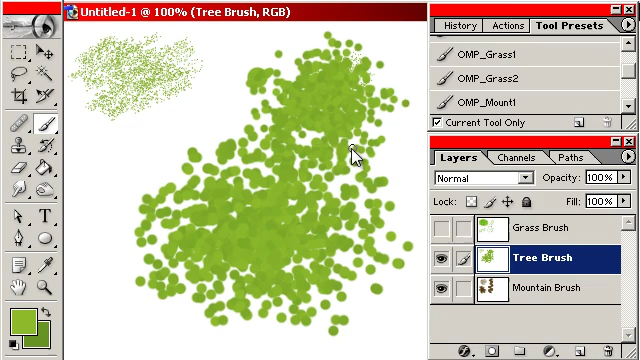 Untitled-1 @ 100% (Tree Brush, RGB)
History Actions Tool Presets
OMP_Grass1
OMP_Grass2
OMP_Mount1
Current Tool Only
Layers Channels Paths
Normal Opacity: 100%
Lock: Fill: 100%
Grass Brush
Tree Brush
Mountain Brush
T